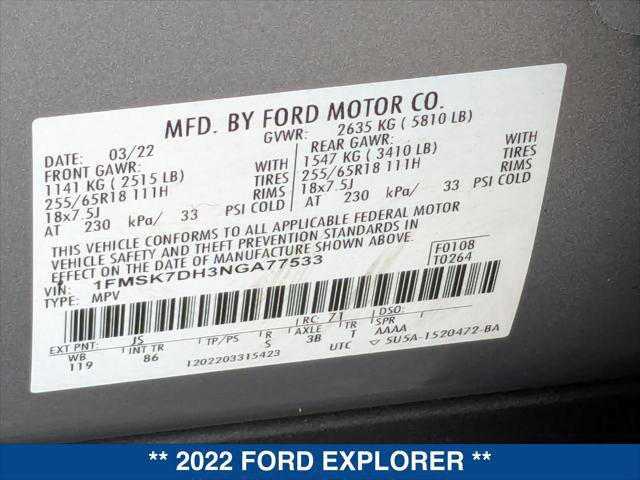 MFD. BY FORD MOTOR CO.
DATE: 03/22 GVWR: 2635 KG ( 5810 LB)
FRONT GAWR: REAR GAWR:
1141 KG ( 2515 LB) WITH 1547 KG ( 3410 LB) WITH
255/65R18 111H TIRES 255/65R18 111H TIRES
18x7.5J RIMS 18x7.5J RIMS
AT 230 kPa/ 33 PSI COLD AT 230 kPa/ 33 PSI COLD
THIS VEHICLE CONFORMS TO ALL APPLICABLE FEDERAL MOTOR
VEHICLE SAFETY AND THEFT PREVENTION STANDARDS IN
EFFECT ON THE DATE OF MANUFACTURE SHOWN ABOVE.
VIN: 1FMSK7DH3NGA77533 F0108
TYPE: MPV T0264
EXT PNT: JS RC: 71 DSO:
WB INT TR TP/PS R AXLE TR SPR
119 86 S 3B T AAAA
1202203315423 UTC ▽ 5U5A-1520472-BA
** 2022 FORD EXPLORER **